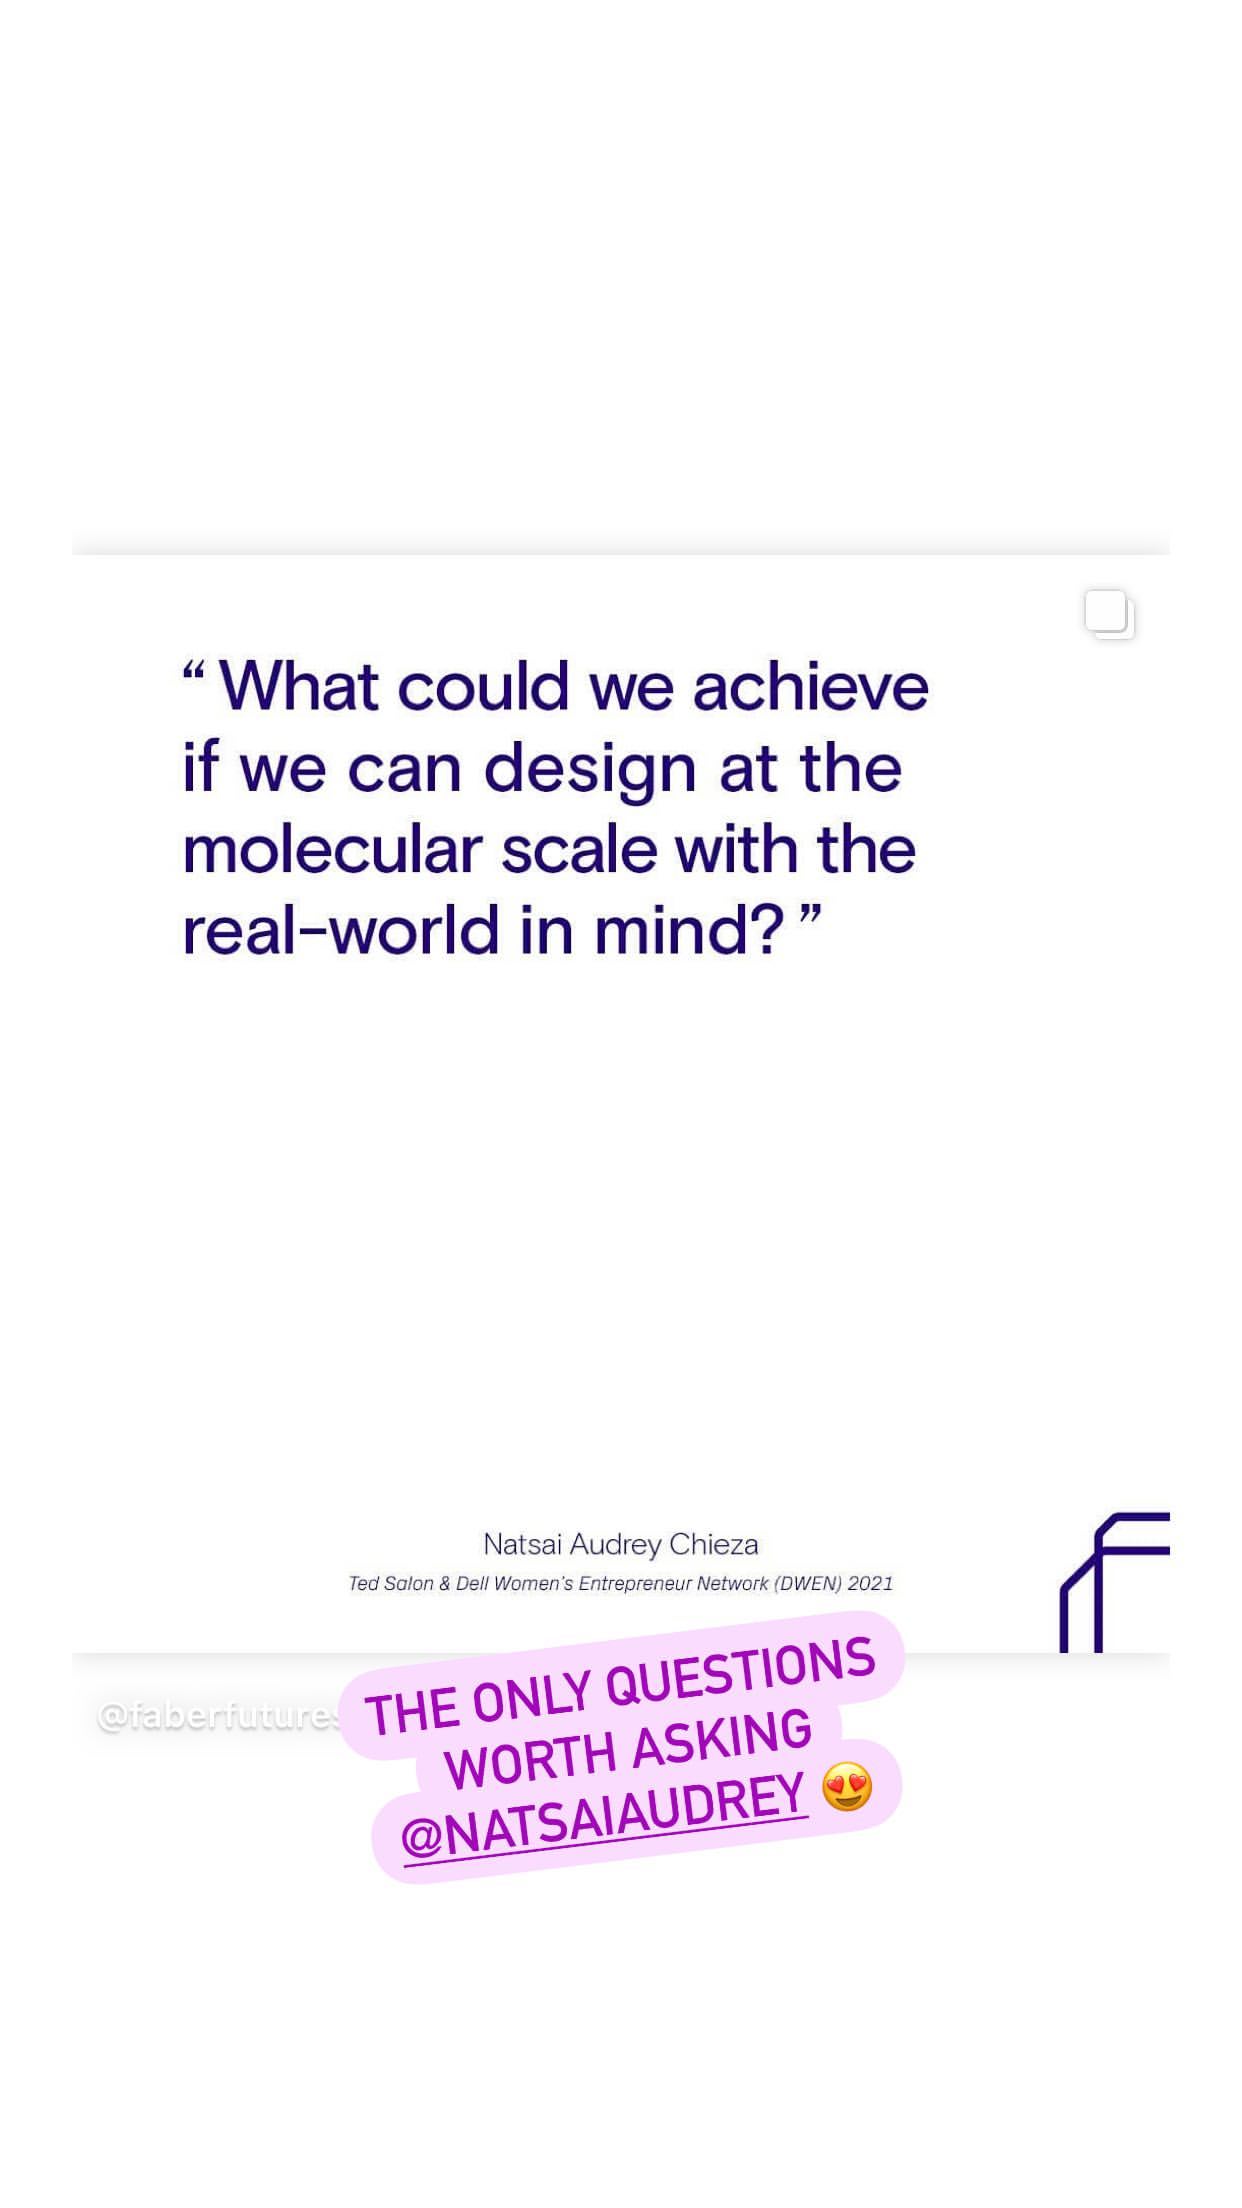 “ What could we achieve
if we can design at the
molecular scale with the
real-world in mind? ”
Natsai Audrey Chieza
Ted Salon & Dell Women's Entrepreneur Network (DWEN) 2021
@faberfutures
THE ONLY QUESTIONS
WORTH ASKING
@NATSAIAUDREY 😍